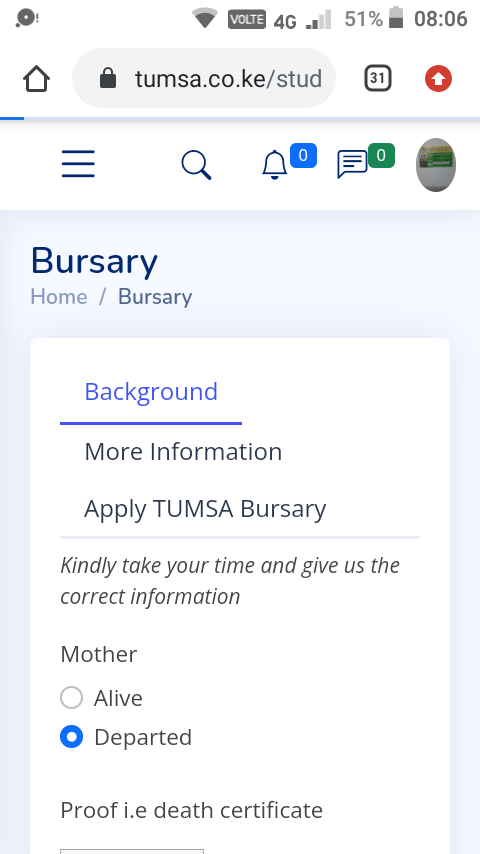 ! VOLTE 4G 51% 08:06
tumsa.co.ke/stud 31
0 0
Bursary
Home / Bursary
Background
More Information
Apply TUMSA Bursary
Kindly take your time and give us the
correct information
Mother
Alive
Departed
Proof i.e death certificate